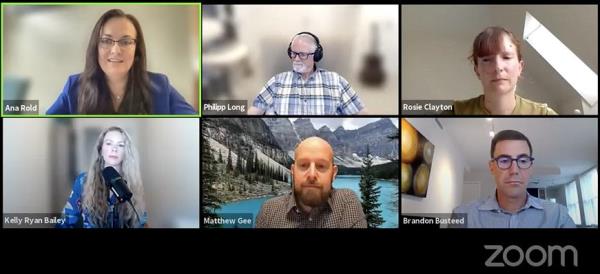 Ana Rold
Philipp Long
Rosie Clayton
Kelly Ryan Bailey
Matthew Gee
Brandon Busteed
zoom